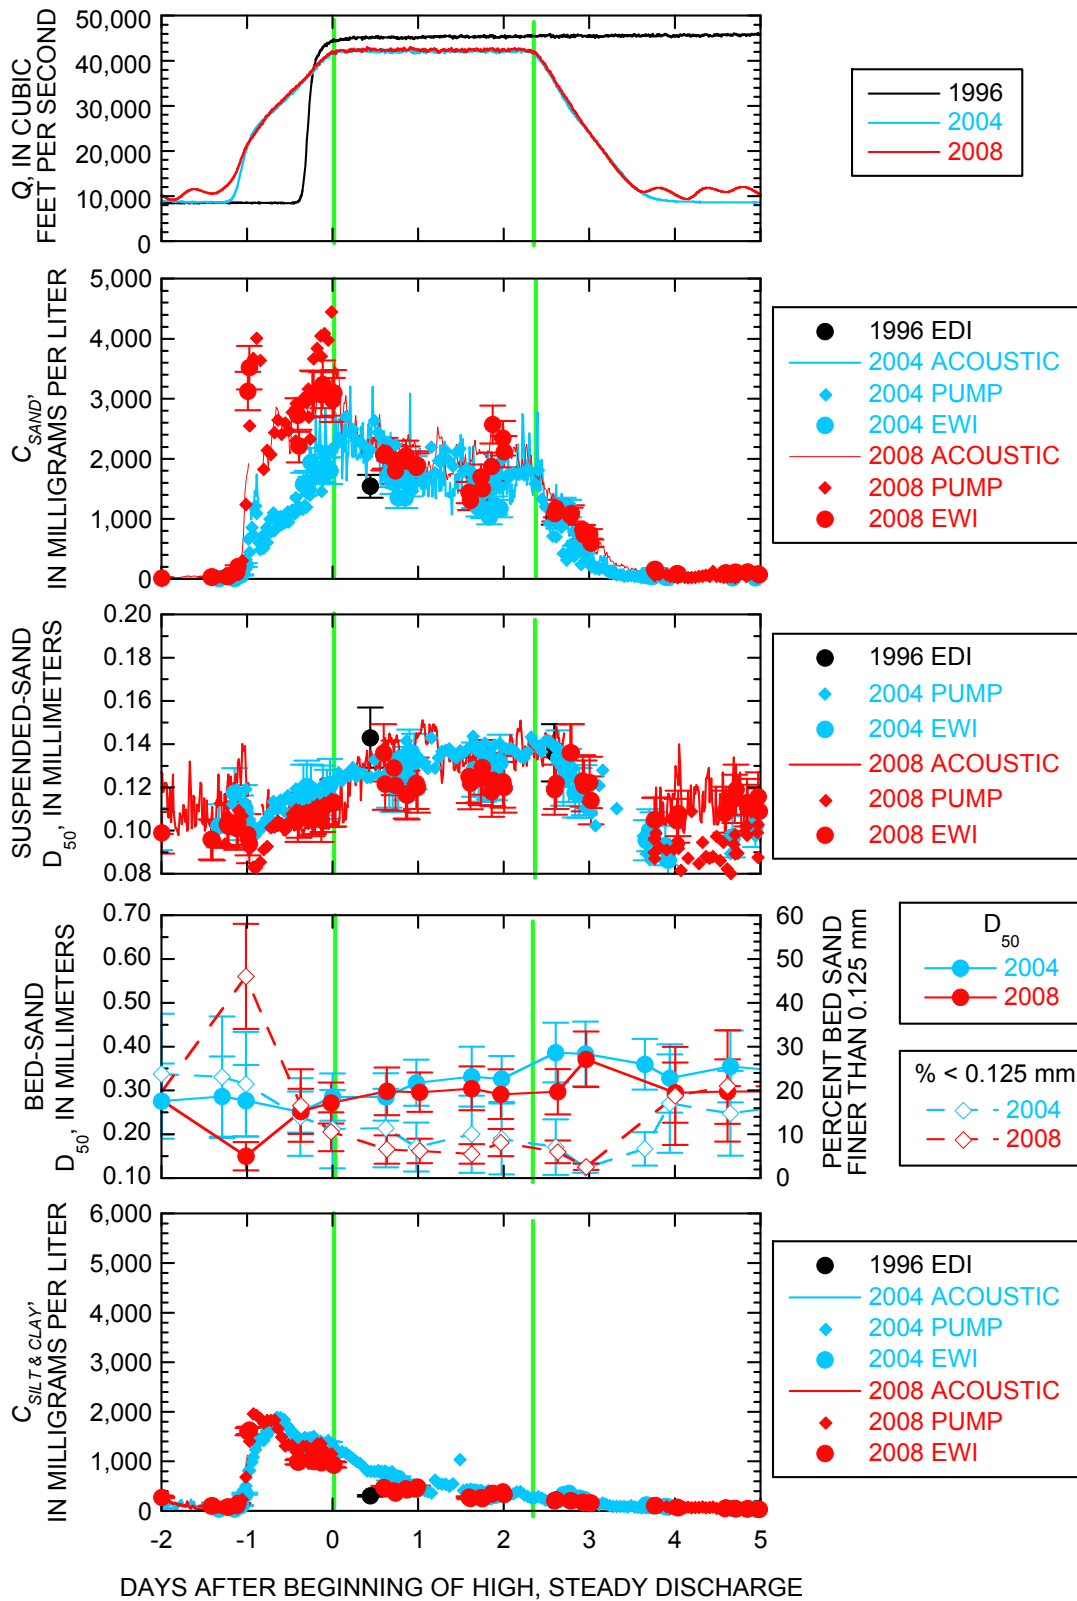 50,000
40,000
30,000
20,000
10,000
0
Q, IN CUBIC
FEET PER SECOND
1996
2004
2008
5,000
4,000
3,000
2,000
1,000
0
C SAND,
IN MILLIGRAMS PER LITER
1996 EDI
2004 ACOUSTIC
2004 PUMP
2004 EWI
2008 ACOUSTIC
2008 PUMP
2008 EWI
0.20
0.18
0.16
0.14
0.12
0.10
0.08
SUSPENDED-SAND
D50, IN MILLIMETERS
1996 EDI
2004 PUMP
2004 EWI
2008 ACOUSTIC
2008 PUMP
2008 EWI
0.70
0.60
0.50
0.40
0.30
0.20
0.10
BED-SAND
D50, IN MILLIMETERS
60
50
40
30
20
10
0
PERCENT BED SAND
FINER THAN 0.125 mm
D50
2004
2008
% < 0.125 mm
2004
2008
6,000
5,000
4,000
3,000
2,000
1,000
0
C SILT & CLAY,
IN MILLIGRAMS PER LITER
1996 EDI
2004 ACOUSTIC
2004 PUMP
2004 EWI
2008 ACOUSTIC
2008 PUMP
2008 EWI
-2 -1 0 1 2 3 4 5
DAYS AFTER BEGINNING OF HIGH, STEADY DISCHARGE